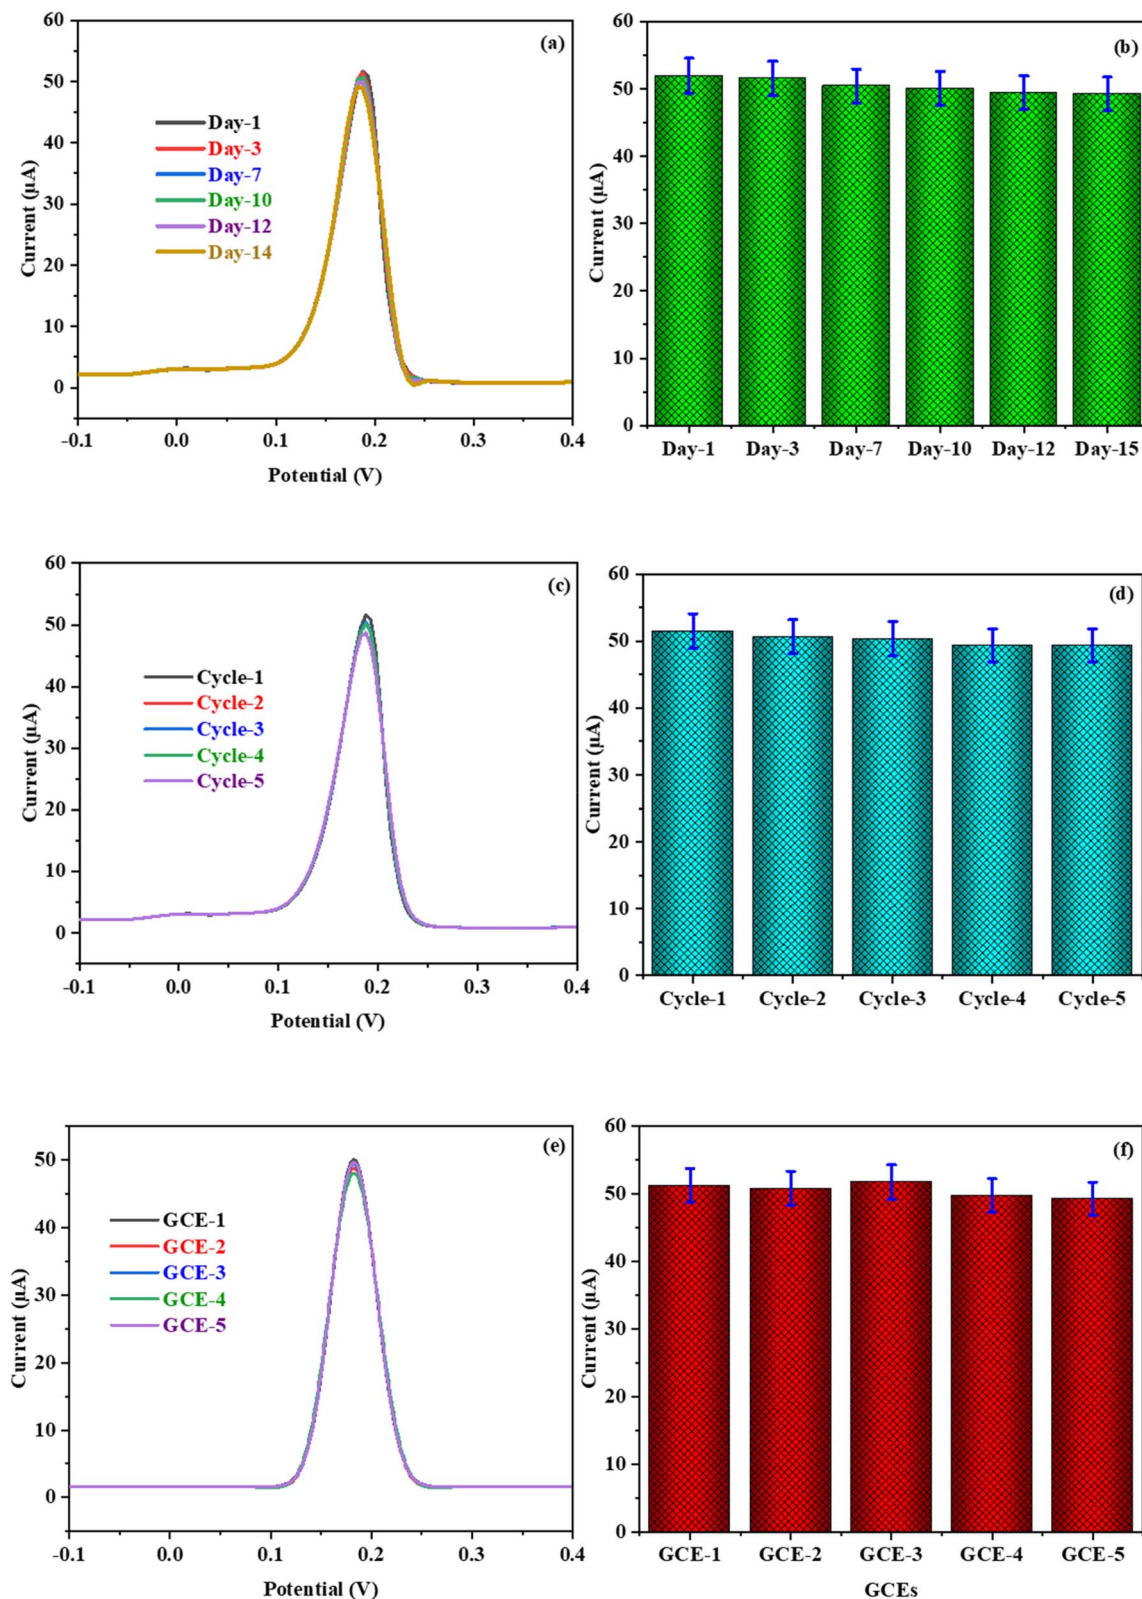 60
50
40
30
20
10
0
Current (µA)
(a)
Day-1
Day-3
Day-7
Day-10
Day-12
Day-14
-0.1 0.0 0.1 0.2 0.3 0.4
Potential (V)
60
50
40
30
20
10
0
Current (µA)
(b)
Day-1 Day-3 Day-7 Day-10 Day-12 Day-15
60
50
40
30
20
10
0
Current (µA)
(c)
Cycle-1
Cycle-2
Cycle-3
Cycle-4
Cycle-5
-0.1 0.0 0.1 0.2 0.3 0.4
Potential (V)
60
50
40
30
20
10
0
Current (µA)
(d)
Cycle-1 Cycle-2 Cycle-3 Cycle-4 Cycle-5
50
40
30
20
10
0
Current (µA)
(e)
GCE-1
GCE-2
GCE-3
GCE-4
GCE-5
-0.1 0.0 0.1 0.2 0.3 0.4
Potential (V)
60
50
40
30
20
10
0
Current (µA)
(f)
GCE-1 GCE-2 GCE-3 GCE-4 GCE-5
GCEs